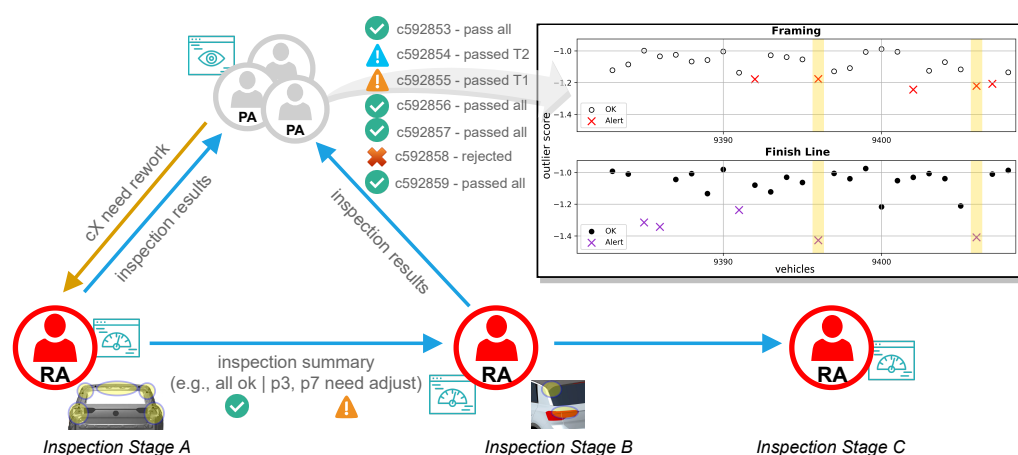 c592853 - pass all
c592854 - passed T2
c592855 - passed T1
c592856 - passed all
c592857 - passed all
c592858 - rejected
c592859 - passed all
PA
PA
cX need rework
inspection results
inspection results
Framing
−1.0
−1.2
−1.4
OK
Alert
9390
9400
outlier score
Finish Line
−1.0
−1.2
−1.4
OK
Alert
9390
9400
vehicles
RA
inspection summary
(e.g., all ok | p3, p7 need adjust)
RA
RA
Inspection Stage A
Inspection Stage B
Inspection Stage C